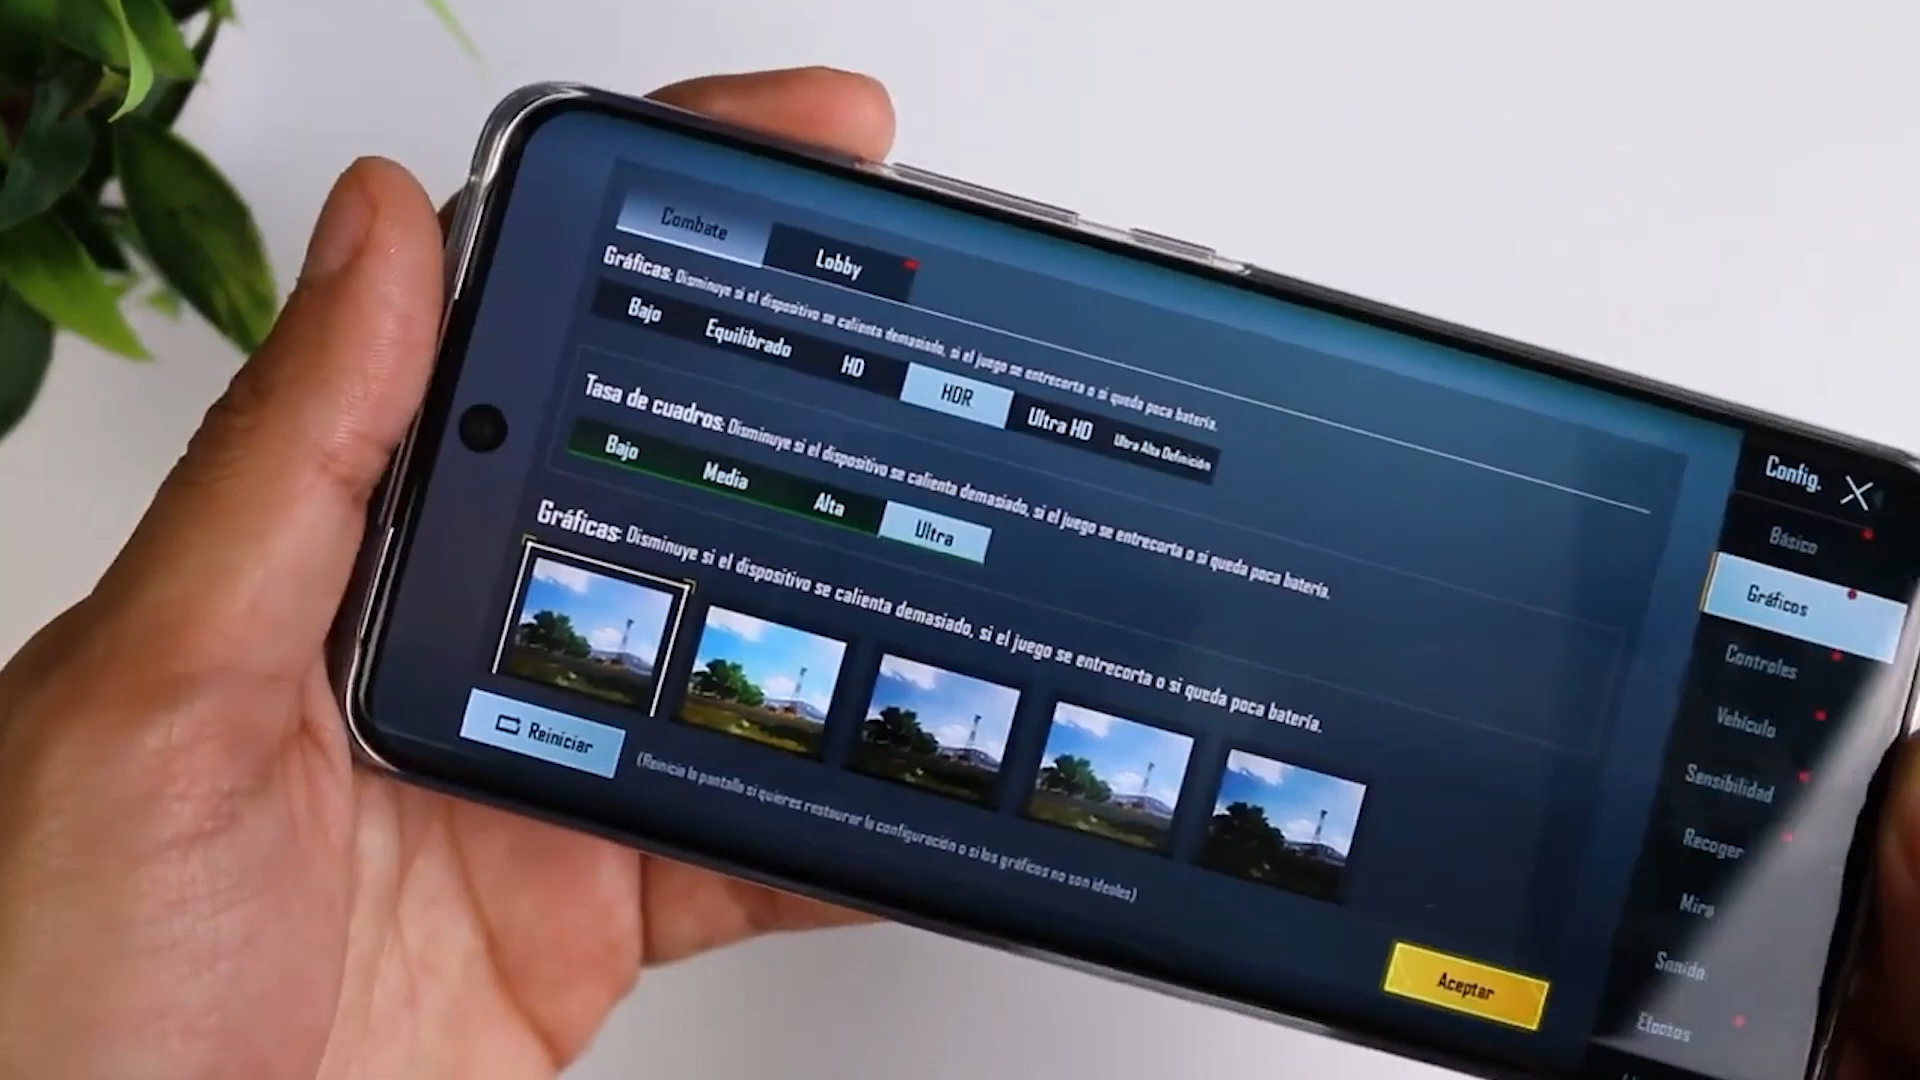 Combate
Lobby
Gráficas: Disminuye si el dispositivo se calienta demasiado, si el juego se entrecorta o si queda poca batería.
Bajo
Equilibrado
HD
HDR
Ultra HD
Ultra Alta Definición
Tasa de cuadros: Disminuye si el dispositivo se calienta demasiado, si el juego se entrecorta o si queda poca batería.
Bajo
Media
Alta
Ultra
Gráficas: Disminuye si el dispositivo se calienta demasiado, si el juego se entrecorta o si queda poca batería.
Reiniciar
(Reinicia la pantalla si quieres restaurar la configuración o si los gráficos no son ideales)
Aceptar
Config.
Básico
Gráficos
Controles
Vehículo
Sensibilidad
Recoger
Mira
Sonido
Efectos